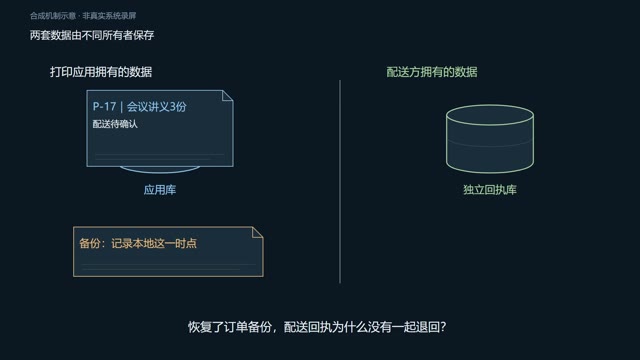 合成机制示意 · 非真实系统录屏
两套数据由不同所有者保存
打印应用拥有的数据
配送方拥有的数据
P-17｜会议讲义3份
配送待确认
应用库
独立回执库
备份：记录本地这一时点
恢复了订单备份，配送回执为什么没有一起退回？